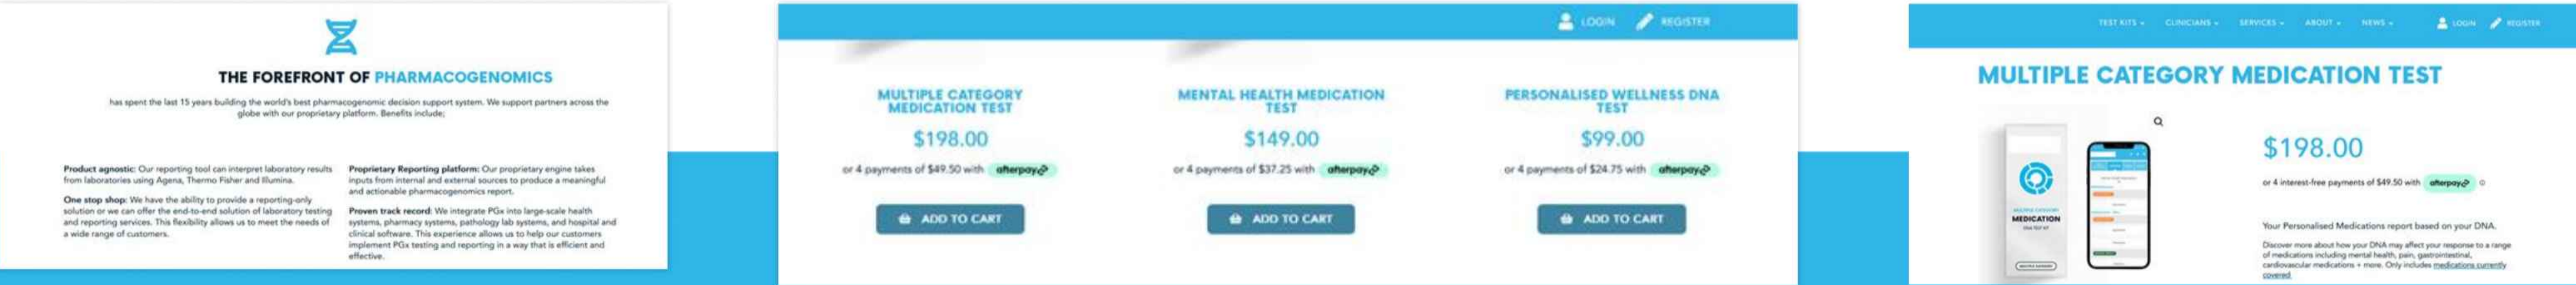 THE FOREFRONT OF PHARMACOGENOMICS
has spent the last 15 years building the world's best pharmacogenomic decision support system. We support partners across the
globe with our proprietary platform. Benefits include;
Product agnostic: Our reporting tool can interpret laboratory results
from laboratories using Agena, Thermo Fisher and Illumina.
One stop shop: We have the ability to provide a reporting-only
solution or we can offer the end-to-end solution of laboratory testing
and reporting services. This flexibility allows us to meet the needs of
a wide range of customers.
Proprietary Reporting platform: Our proprietary engine takes
inputs from internal and external sources to produce a meaningful
and actionable pharmacogenomics report.
Proven track record: We integrate PGx into large-scale health
systems, pharmacy systems, pathology lab systems, and hospital and
clinical software. This experience allows us to help our customers
implement PGx testing and reporting in a way that is efficient and
effective.
LOGIN REGISTER
MULTIPLE CATEGORY
MEDICATION TEST
$198.00
or 4 payments of $49.50 with afterpay
ADD TO CART
MENTAL HEALTH MEDICATION
TEST
$149.00
or 4 payments of $37.25 with afterpay
ADD TO CART
PERSONALISED WELLNESS DNA
TEST
$99.00
or 4 payments of $24.75 with afterpay
ADD TO CART
TEST KITS CLINICIANS SERVICES ABOUT NEWS LOGIN REGISTER
MULTIPLE CATEGORY MEDICATION TEST
MULTIPLE CATEGORY
MEDICATION
DNA TEST KIT
MULTIPLE CATEGORY
$198.00
or 4 interest-free payments of $49.50 with afterpay
Your Personalised Medications report based on your DNA.
Discover more about how your DNA may affect your response to a range
of medications including mental health, pain, gastrointestinal,
cardiovascular medications + more. Only includes medications currently
covered.